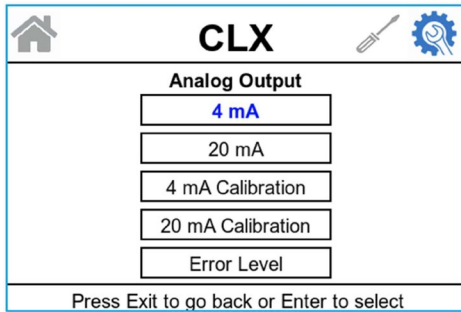 CLX
Analog Output
4 mA
20 mA
4 mA Calibration
20 mA Calibration
Error Level
Press Exit to go back or Enter to select